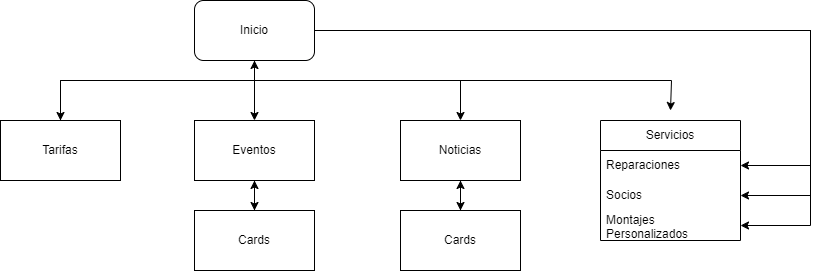 Inicio
Tarifas
Eventos
Noticias
Servicios
Reparaciones
Socios
Montajes
Personalizados
Cards
Cards